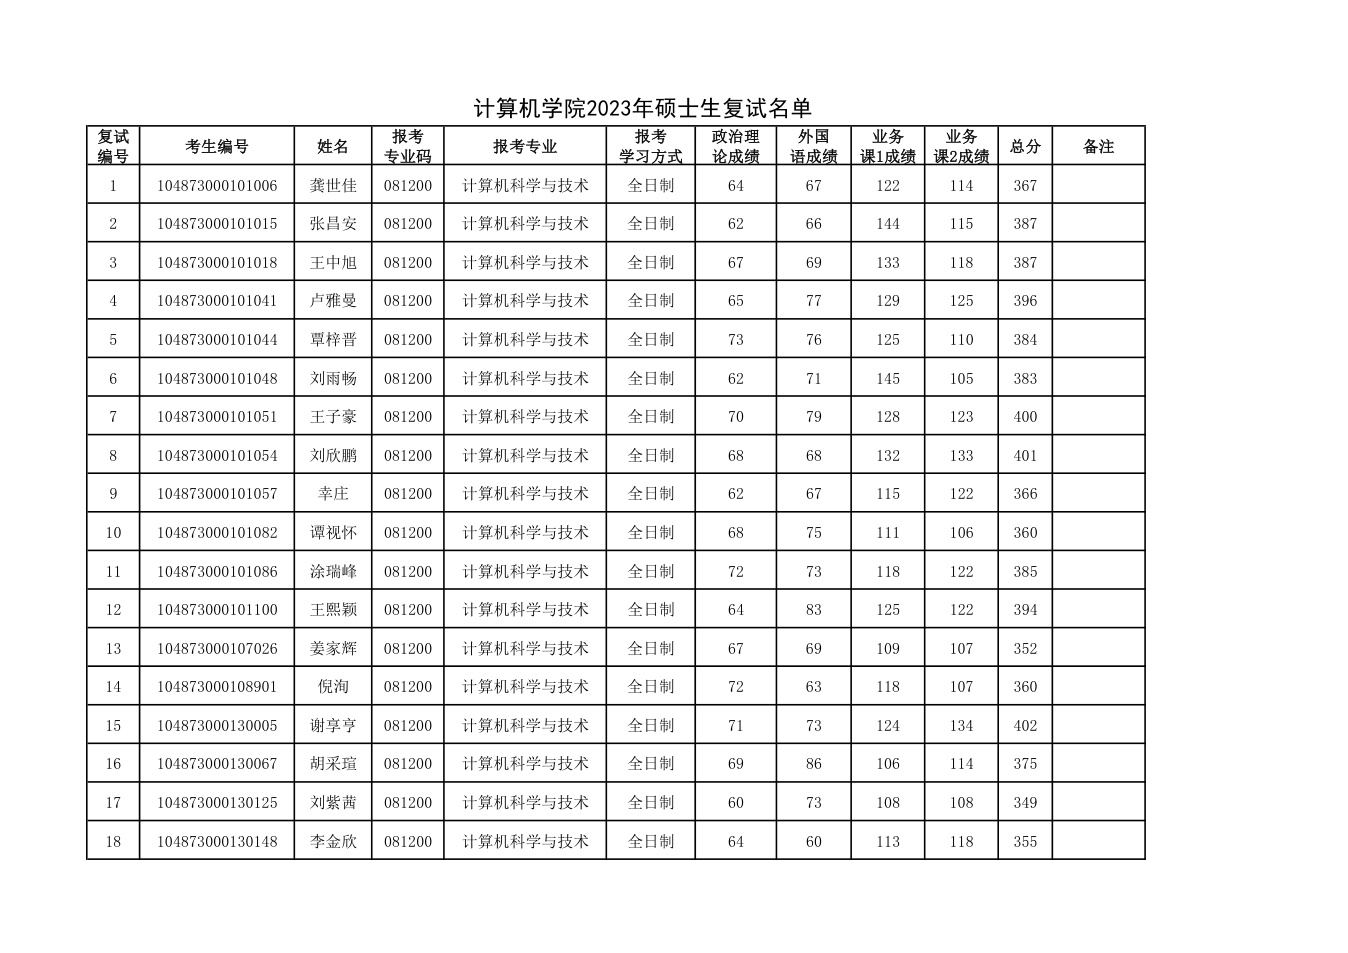 计算机学院2023年硕士生复试名单
复试编号 考生编号 姓名 报考专业码 报考专业 报考学习方式 政治理论成绩 外国语成绩 业务课1成绩 业务课2成绩 总分 备注
1 104873000101006 龚世佳 081200 计算机科学与技术 全日制 64 67 122 114 367
2 104873000101015 张昌安 081200 计算机科学与技术 全日制 62 66 144 115 387
3 104873000101018 王中旭 081200 计算机科学与技术 全日制 67 69 133 118 387
4 104873000101041 卢雅曼 081200 计算机科学与技术 全日制 65 77 129 125 396
5 104873000101044 覃梓晋 081200 计算机科学与技术 全日制 73 76 125 110 384
6 104873000101048 刘雨畅 081200 计算机科学与技术 全日制 62 71 145 105 383
7 104873000101051 王子豪 081200 计算机科学与技术 全日制 70 79 128 123 400
8 104873000101054 刘欣鹏 081200 计算机科学与技术 全日制 68 68 132 133 401
9 104873000101057 幸庄 081200 计算机科学与技术 全日制 62 67 115 122 366
10 104873000101082 谭视怀 081200 计算机科学与技术 全日制 68 75 111 106 360
11 104873000101086 涂瑞峰 081200 计算机科学与技术 全日制 72 73 118 122 385
12 104873000101100 王熙颖 081200 计算机科学与技术 全日制 64 83 125 122 394
13 104873000107026 姜家辉 081200 计算机科学与技术 全日制 67 69 109 107 352
14 104873000108901 倪洵 081200 计算机科学与技术 全日制 72 63 118 107 360
15 104873000130005 谢享亨 081200 计算机科学与技术 全日制 71 73 124 134 402
16 104873000130067 胡采瑄 081200 计算机科学与技术 全日制 69 86 106 114 375
17 104873000130125 刘紫茜 081200 计算机科学与技术 全日制 60 73 108 108 349
18 104873000130148 李金欣 081200 计算机科学与技术 全日制 64 60 113 118 355